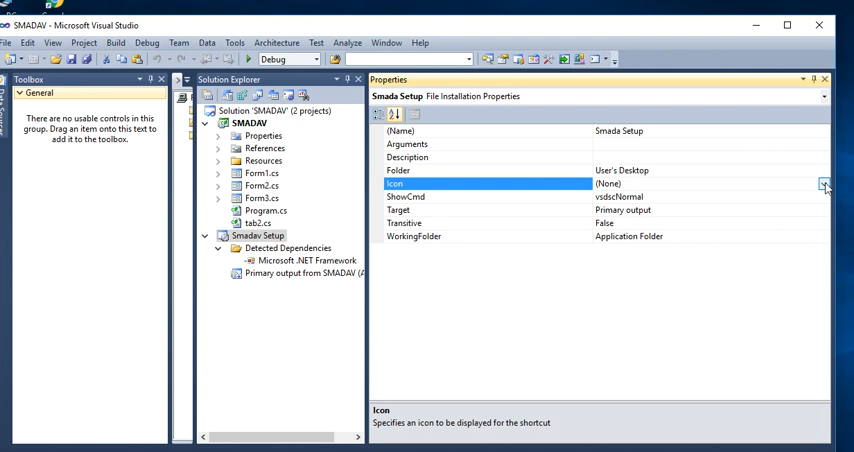 SMADAV - Microsoft Visual Studio
File Edit View Project Build Debug Team Data Tools Architecture Test Analyze Window Help
Debug
Toolbox
General
There are no usable controls in this
group. Drag an item onto this text to
add it to the toolbox.
Data Sources
Solution Explorer
Solution 'SMADAV' (2 projects)
SMADAV
Properties
References
Resources
Form1.cs
Form2.cs
Form3.cs
Program.cs
tab2.cs
Smadav Setup
Detected Dependencies
Microsoft .NET Framework
Primary output from SMADAV (A
Properties
Smada Setup File Installation Properties
(Name) Smada Setup
Arguments
Description
Folder User's Desktop
Icon (None)
ShowCmd vsdscNormal
Target Primary output
Transitive False
WorkingFolder Application Folder
Icon
Specifies an icon to be displayed for the shortcut